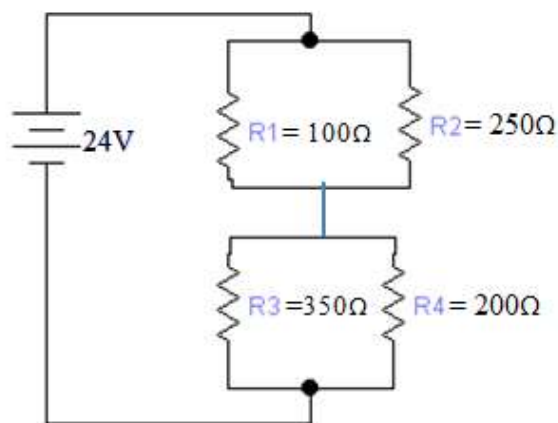 R1 = 100Ω
R2 = 250Ω
24V
R3 =350Ω
R4 = 200Ω